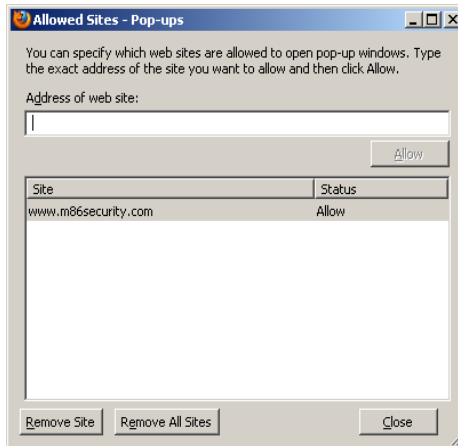 Allowed Sites - Pop-ups
You can specify which web sites are allowed to open pop-up windows. Type
the exact address of the site you want to allow and then click Allow.
Address of web site:
Allow
Site Status
www.m86security.com Allow
Remove Site Remove All Sites Close